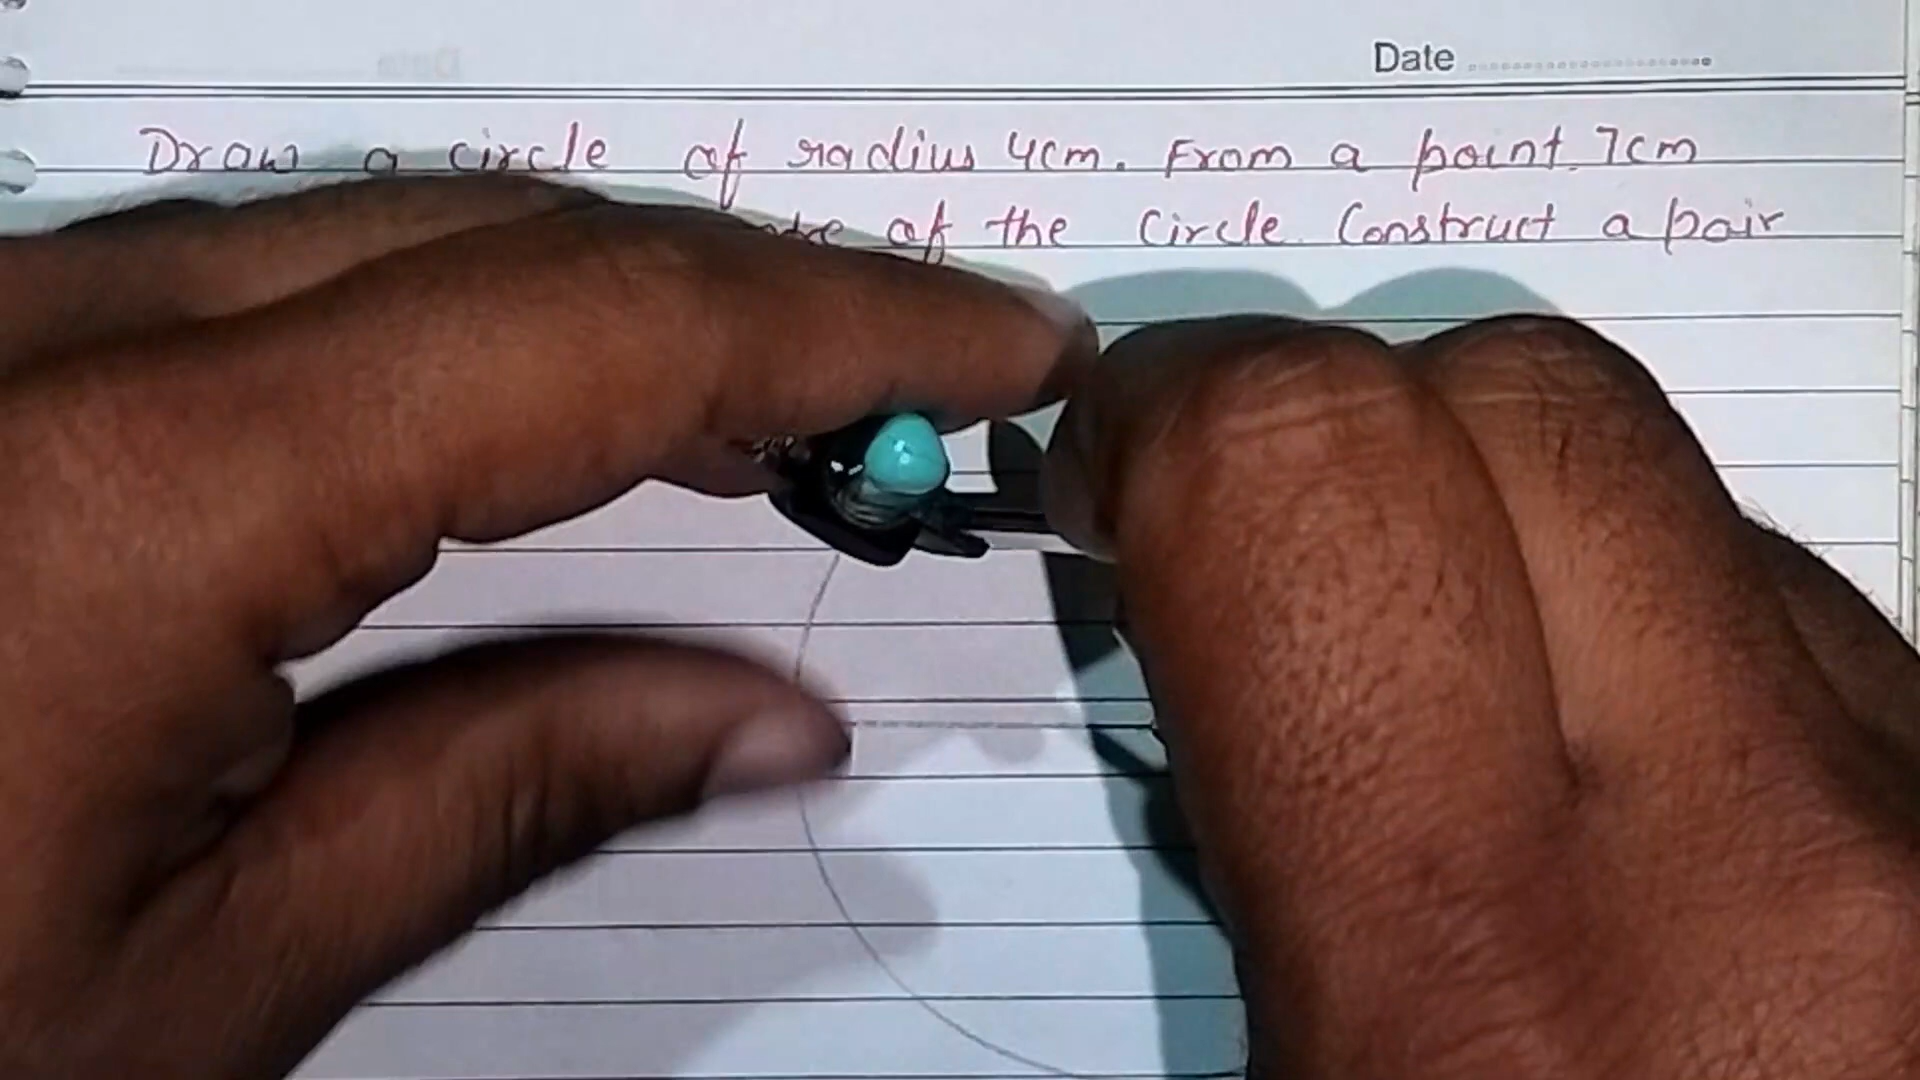 Date
Draw a circle of radius 4cm. From a point 7cm
of the Circle. Construct a pair